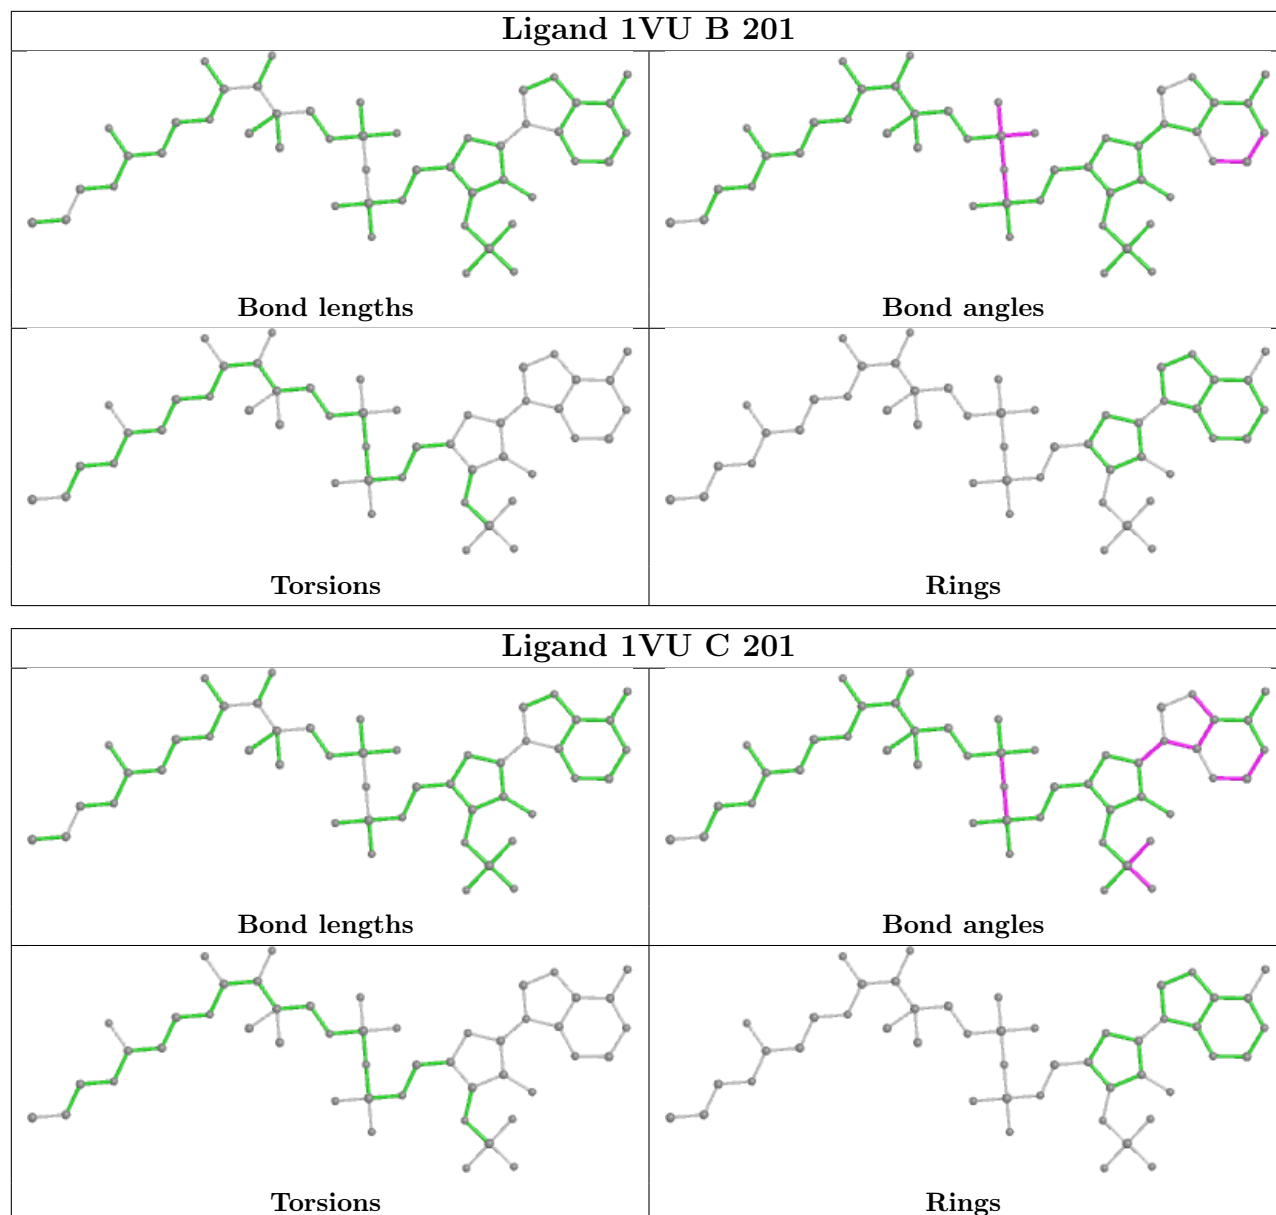 Ligand 1VU B 201
Bond lengths
Bond angles
Torsions
Rings
Ligand 1VU C 201
Bond lengths
Bond angles
Torsions
Rings